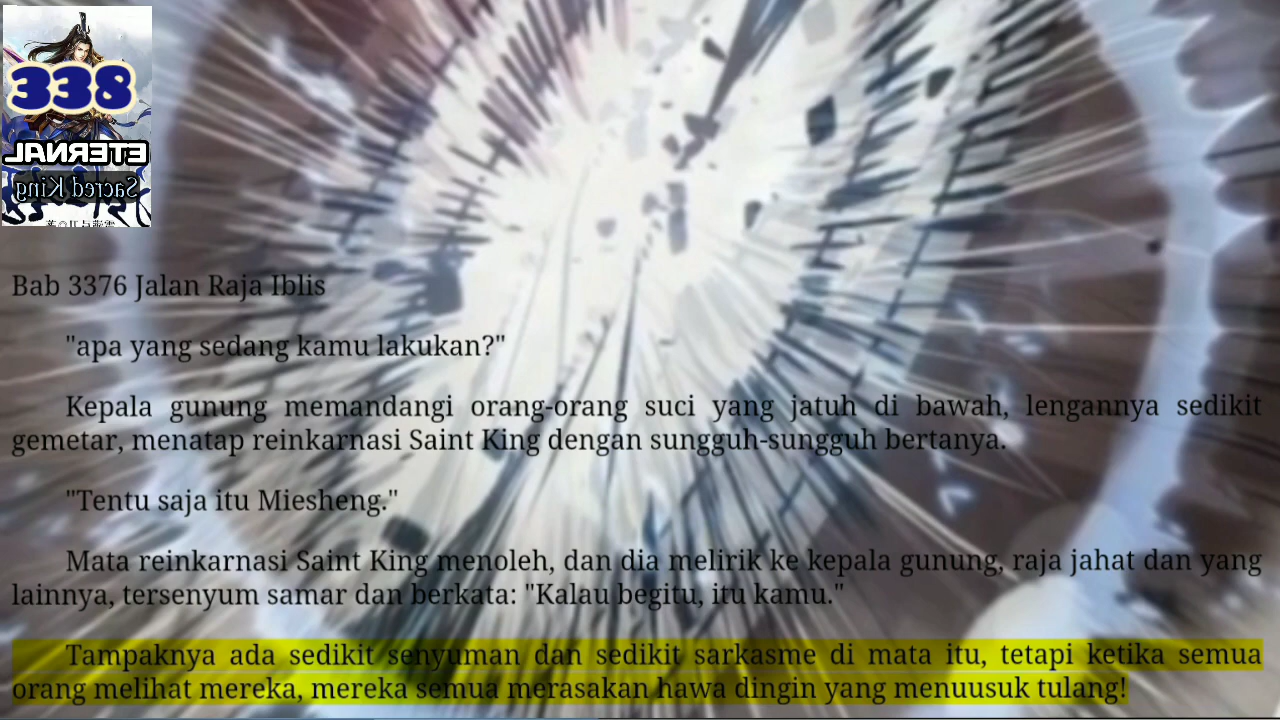 338
ETERNAL
Sacred King
Bab 3376 Jalan Raja Iblis
"apa yang sedang kamu lakukan?"
Kepala gunung memandangi orang-orang suci yang jatuh di bawah, lengannya sedikit
gemetar, menatap reinkarnasi Saint King dengan sungguh-sungguh bertanya.
"Tentu saja itu Miesheng."
Mata reinkarnasi Saint King menoleh, dan dia melirik ke kepala gunung, raja jahat dan yang
lainnya, tersenyum samar dan berkata: "Kalau begitu, itu kamu."
Tampaknya ada sedikit senyuman dan sedikit sarkasme di mata itu, tetapi ketika semua
orang melihat mereka, mereka semua merasakan hawa dingin yang menuusuk tulang!